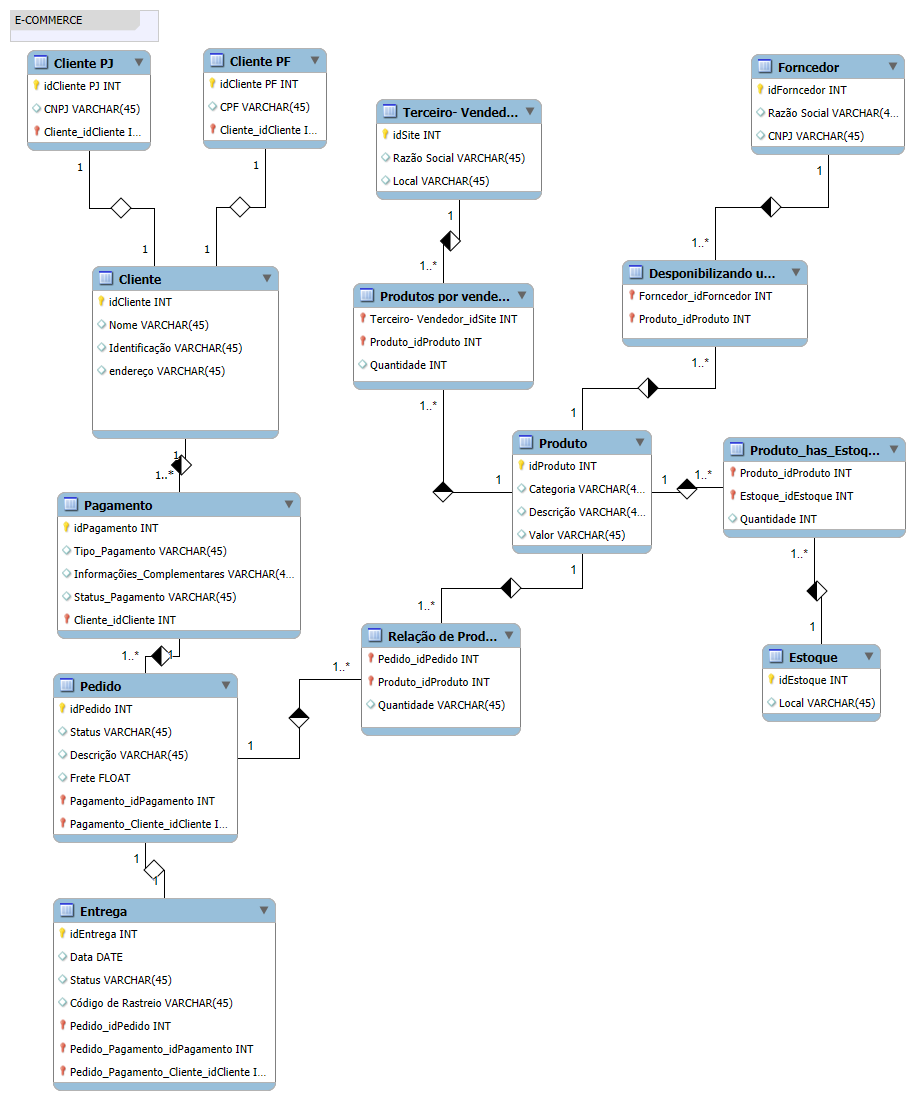 E-COMMERCE
Cliente PJ
idCliente PJ INT
CNPJ VARCHAR(45)
Cliente_idCliente I...
Cliente PF
idCliente PF INT
CPF VARCHAR(45)
Cliente_idCliente I...
Terceiro- Vended...
idSite INT
Razão Social VARCHAR(45)
Local VARCHAR(45)
Forncedor
idForncedor INT
Razão Social VARCHAR(4...
CNPJ VARCHAR(45)
1
1
1
1
1
1..*
1
1..*
Cliente
idCliente INT
Nome VARCHAR(45)
Identificação VARCHAR(45)
endereço VARCHAR(45)
Produtos por vende...
Terceiro- Vendedor_idSite INT
Produto_idProduto INT
Quantidade INT
Desponibilizando u...
Forncedor_idForncedor INT
Produto_idProduto INT
1..*
1
1..*
1
Produto
idProduto INT
Categoria VARCHAR(4...
Descrição VARCHAR(4...
Valor VARCHAR(45)
1
1..*
Produto_has_Estoq...
Produto_idProduto INT
Estoque_idEstoque INT
Quantidade INT
1
1..*
Pagamento
idPagamento INT
Tipo_Pagamento VARCHAR(45)
Informaçõies_Complementares VARCHAR(4...
Status_Pagamento VARCHAR(45)
Cliente_idCliente INT
1..*
1
1
1..*
1..*
1
Relação de Prod...
Pedido_idPedido INT
Produto_idProduto INT
Quantidade VARCHAR(45)
Estoque
idEstoque INT
Local VARCHAR(45)
1..*
1
Pedido
idPedido INT
Status VARCHAR(45)
Descrição VARCHAR(45)
Frete FLOAT
Pagamento_idPagamento INT
Pagamento_Cliente_idCliente I...
1
1
Entrega
idEntrega INT
Data DATE
Status VARCHAR(45)
Código de Rastreio VARCHAR(45)
Pedido_idPedido INT
Pedido_Pagamento_idPagamento INT
Pedido_Pagamento_Cliente_idCliente I...